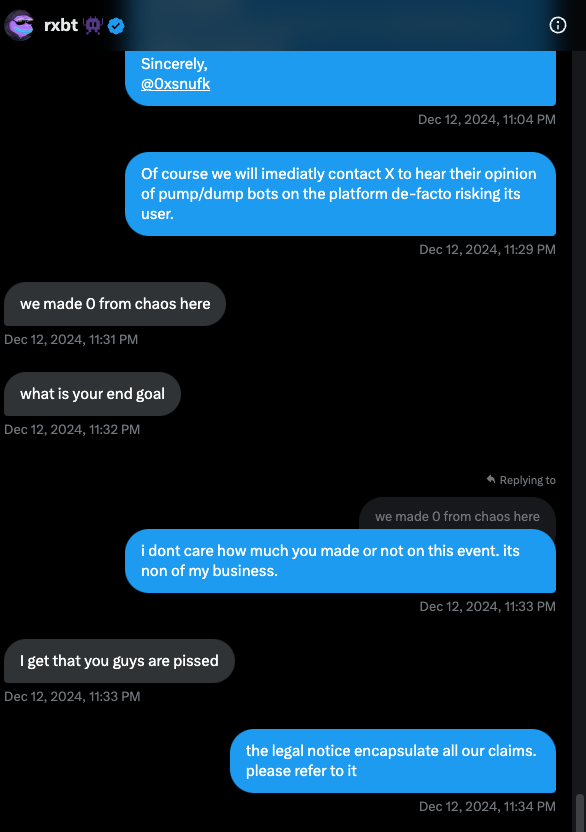 rxbt
Sincerely,
@0xsnufk
Dec 12, 2024, 11:04 PM
Of course we will imediatly contact X to hear their opinion
of pump/dump bots on the platform de-facto risking its
user.
Dec 12, 2024, 11:29 PM
we made 0 from chaos here
Dec 12, 2024, 11:31 PM
what is your end goal
Dec 12, 2024, 11:32 PM
Replying to
we made 0 from chaos here
i dont care how much you made or not on this event. its
non of my business.
Dec 12, 2024, 11:33 PM
I get that you guys are pissed
Dec 12, 2024, 11:33 PM
the legal notice encapsulate all our claims.
please refer to it
Dec 12, 2024, 11:34 PM